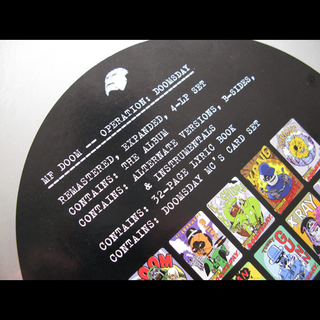 MF DOOM — OPERATION: DOOMSDAY
REMASTERED, EXPANDED, 4-LP SET
CONTAINS: THE ALBUM
CONTAINS: ALTERNATE VERSIONS, B-SIDES,
& INSTRUMENTALS
CONTAINS: 32-PAGE LYRIC BOOK
CONTAINS: DOOMSDAY MC'S CARD SET